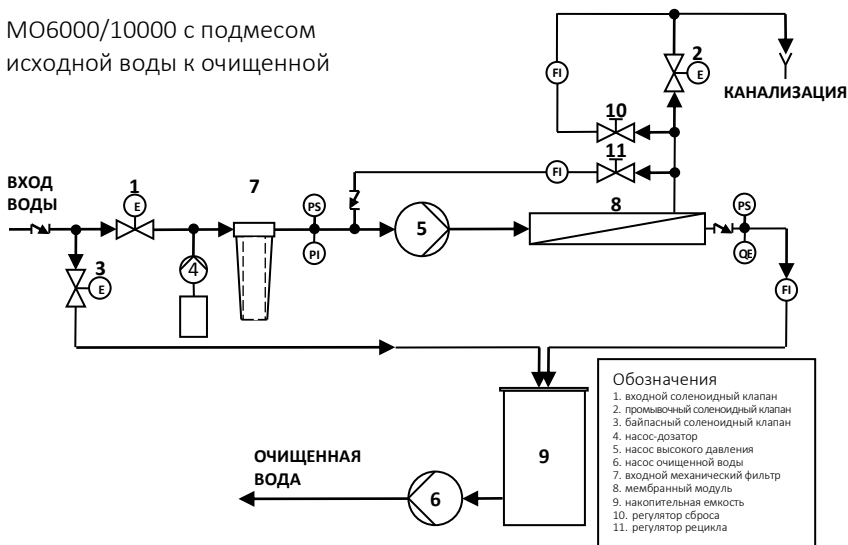 МО6000/10000 с подмесом
исходной воды к очищенной
2
FI
E
КАНАЛИЗАЦИЯ
10
11
FI
ВХОД
ВОДЫ
1
E
7
PS
8
PS
5
PI
QE
3
E
4
FI
Обозначения
1. входной соленоидный клапан
2. промывочный соленоидный клапан
3. байпасный соленоидный клапан
4. насос-дозатор
5. насос высокого давления
6. насос очищенной воды
7. входной механический фильтр
8. мембранный модуль
9. накопительная емкость
10. регулятор сброса
11. регулятор рецикла
9
ОЧИЩЕННАЯ
ВОДА
6